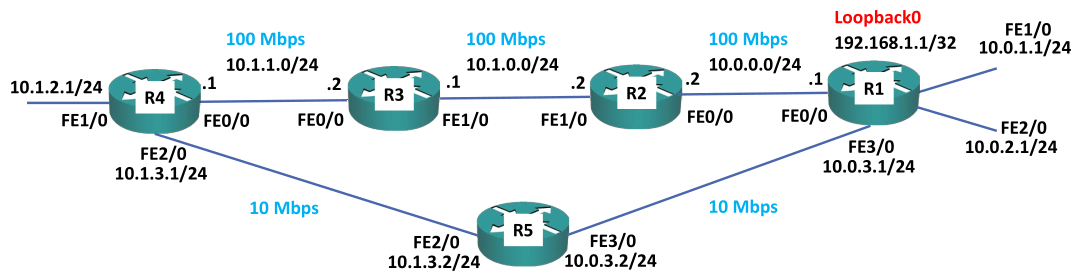 Loopback0
192.168.1.1/32
FE1/0
10.0.1.1/24
100 Mbps
10.1.1.0/24
100 Mbps
10.1.0.0/24
100 Mbps
10.0.0.0/24
10.1.2.1/24
R4
.1
.2
R3
.1
.2
R2
.2
.1
R1
FE1/0
FE0/0
FE0/0
FE1/0
FE1/0
FE0/0
FE0/0
FE2/0
10.0.2.1/24
FE2/0
10.1.3.1/24
FE3/0
10.0.3.1/24
10 Mbps
10 Mbps
R5
FE2/0
10.1.3.2/24
FE3/0
10.0.3.2/24